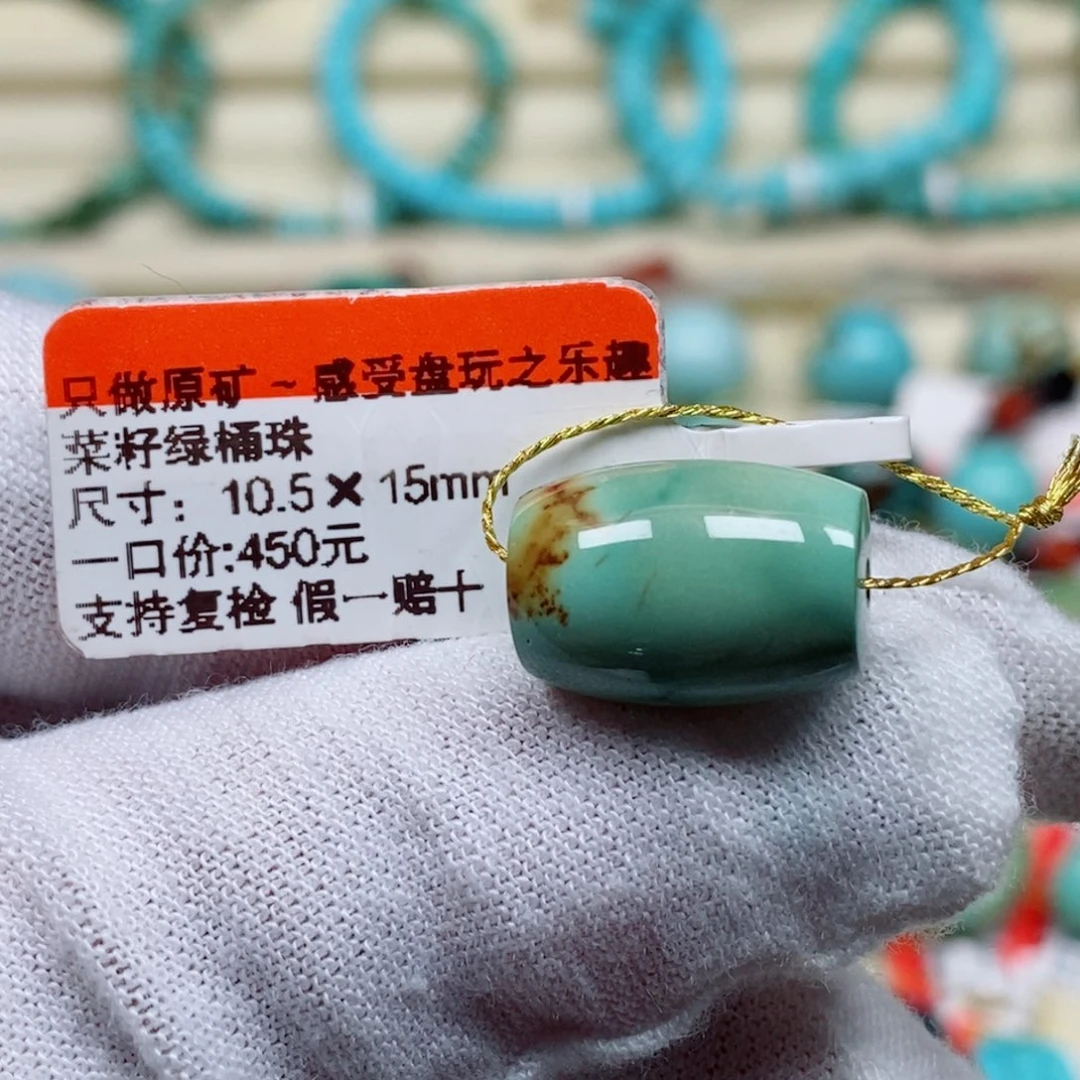 只做原矿 ~ 感受盘玩之乐趣
菜籽绿桶珠
尺寸：10.5×15mm
一口价:450元
支持复检 假一赔十